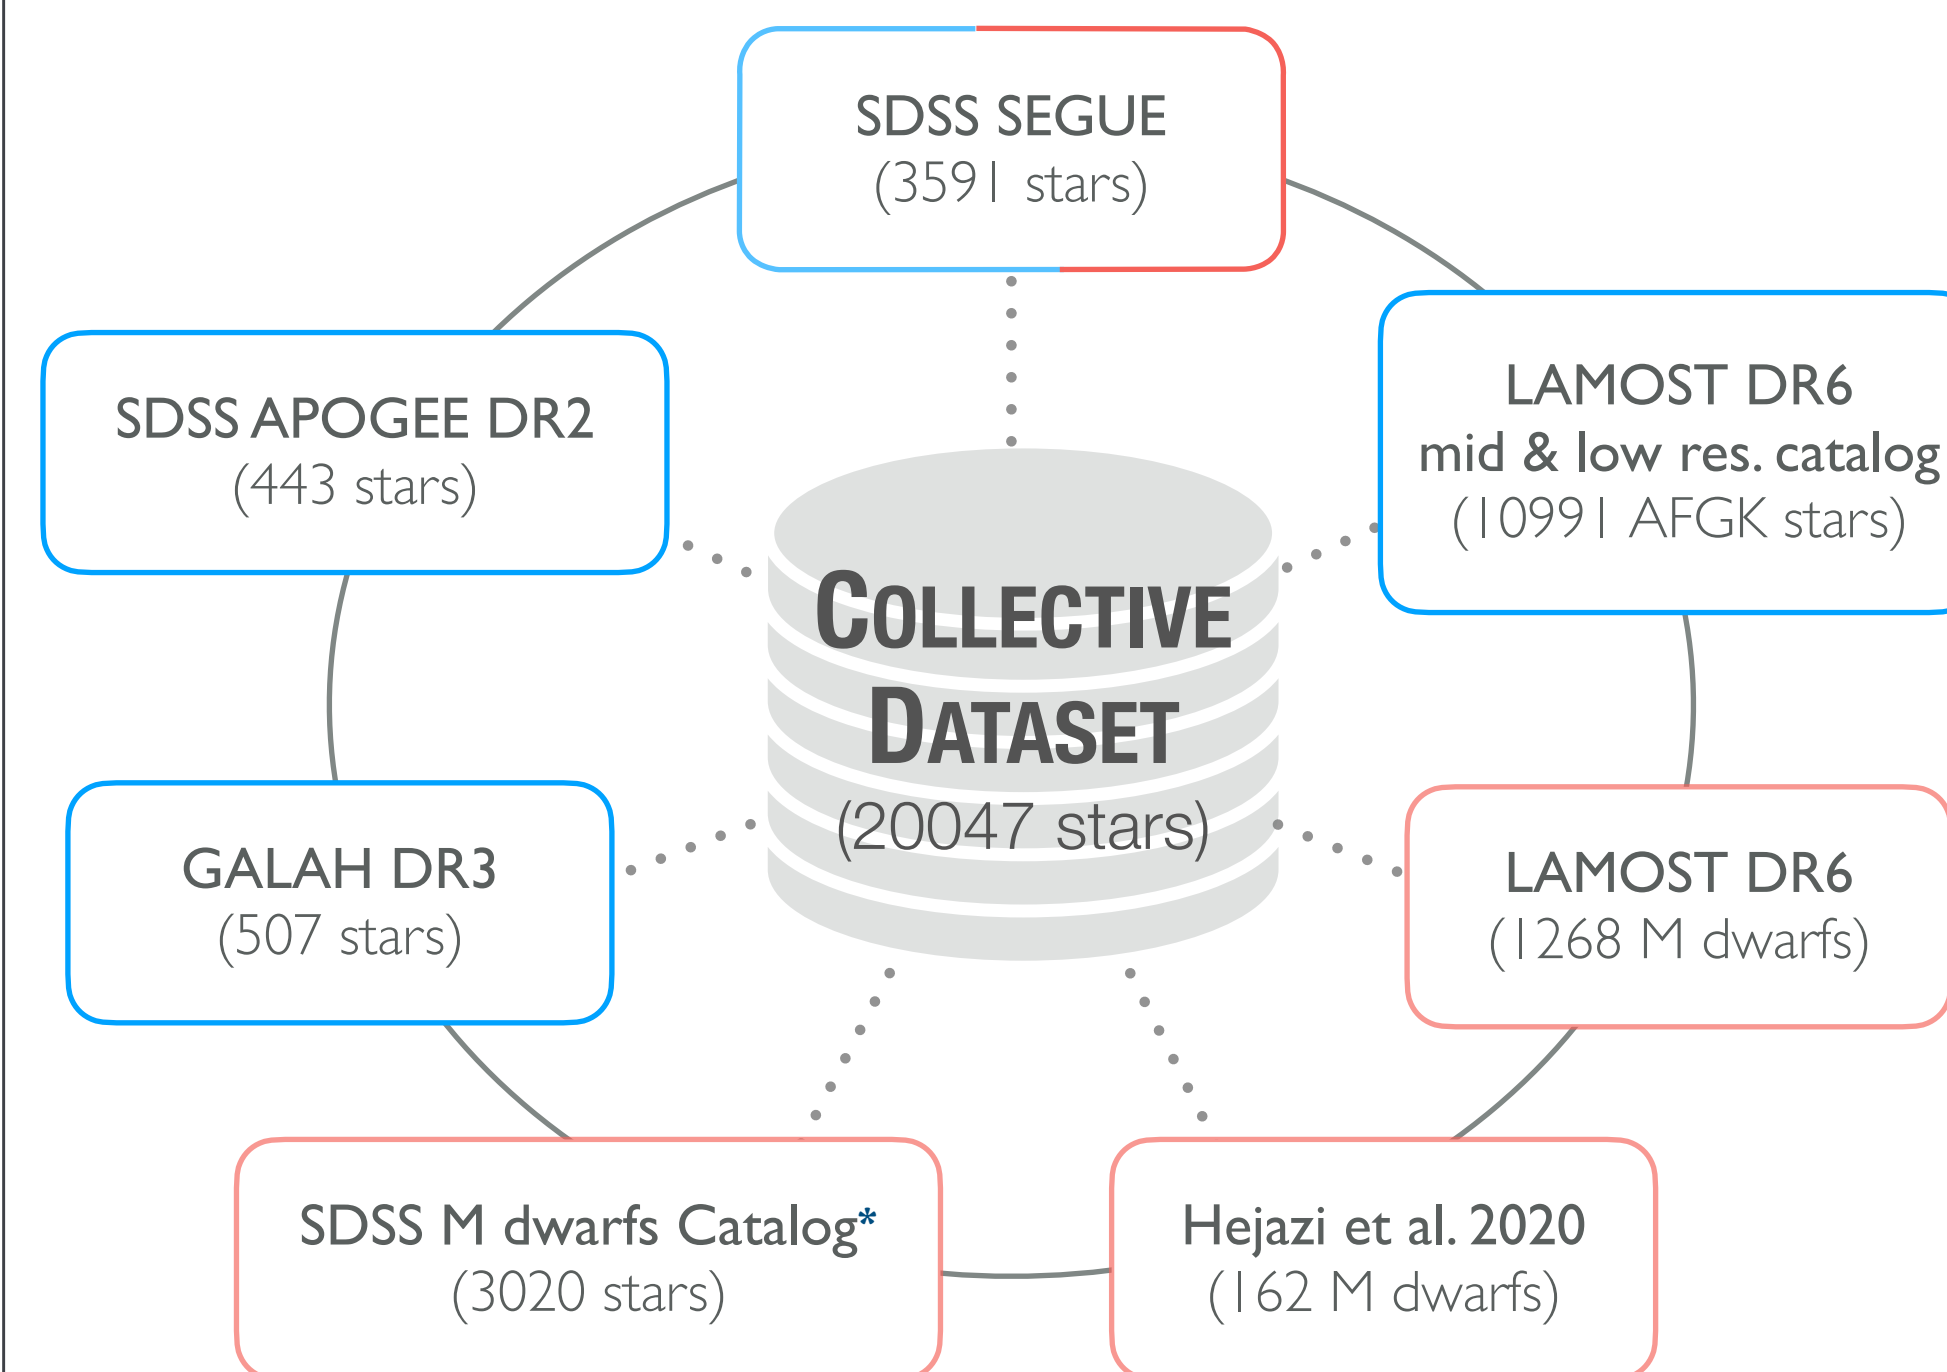 SDSS SEGUE
(3591 stars)
SDSS APOGEE DR2
(443 stars)
LAMOST DR6
mid & low res. catalog
(10991 AFGK stars)
COLLECTIVE
DATASET
(20047 stars)
GALAH DR3
(507 stars)
LAMOST DR6
(1268 M dwarfs)
SDSS M dwarfs Catalog*
(3020 stars)
Hejazi et al. 2020
(162 M dwarfs)